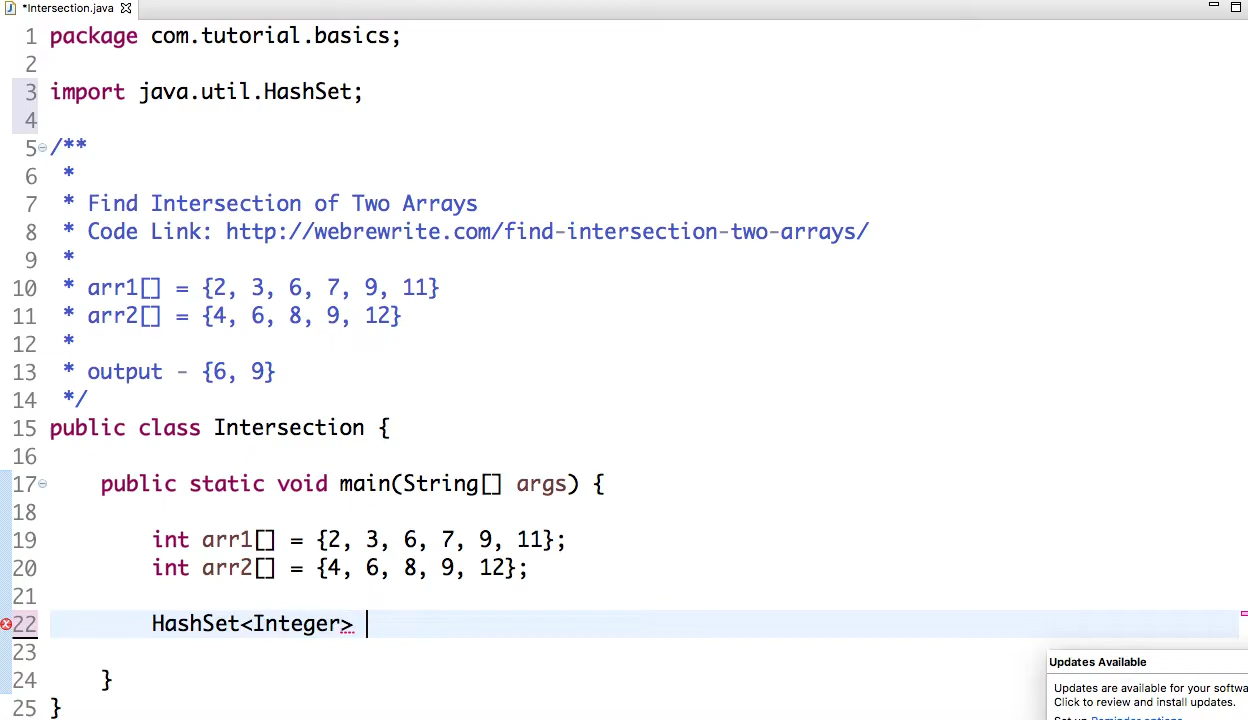 *Intersection.java
1 package com.tutorial.basics;
2
3 import java.util.HashSet;
4
5 /**
6 *
7 * Find Intersection of Two Arrays
8 * Code Link: http://webrewrite.com/find-intersection-two-arrays/
9 *
10 * arr1[] = {2, 3, 6, 7, 9, 11}
11 * arr2[] = {4, 6, 8, 9, 12}
12 *
13 * output - {6, 9}
14 */
15 public class Intersection {
16
17 public static void main(String[] args) {
18
19 int arr1[] = {2, 3, 6, 7, 9, 11};
20 int arr2[] = {4, 6, 8, 9, 12};
21
22 HashSet<Integer>
23
24 }
25 }
Updates Available
Updates are available for your softwa
Click to review and install updates.
Set up Reminder options